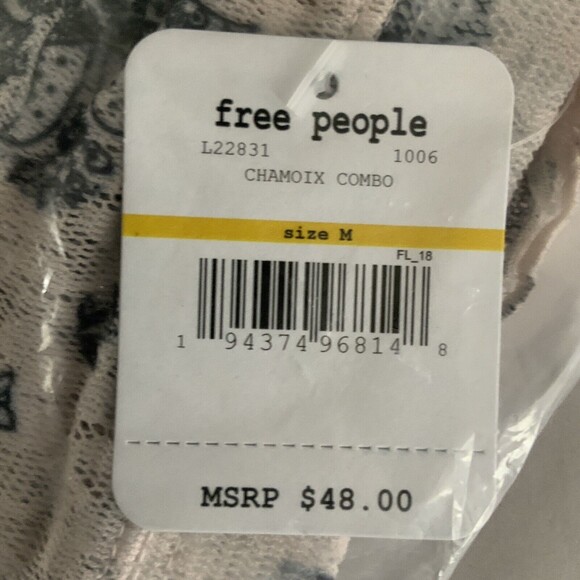 free people
L22831 1006
CHAMOIX COMBO
size M
FL_18
1 94374 96814 8
MSRP $48.00